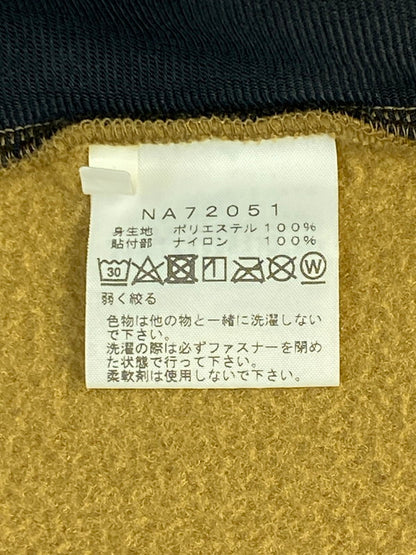 NA72051
身生地 ポリエステル 100%
貼付部 ナイロン 100%
30 W
弱く絞る
色物は他の物と一緒に洗濯しない
で下さい。
洗濯の際は必ずファスナーを閉め
た状態で行って下さい。
柔軟剤は使用しないで下さい。